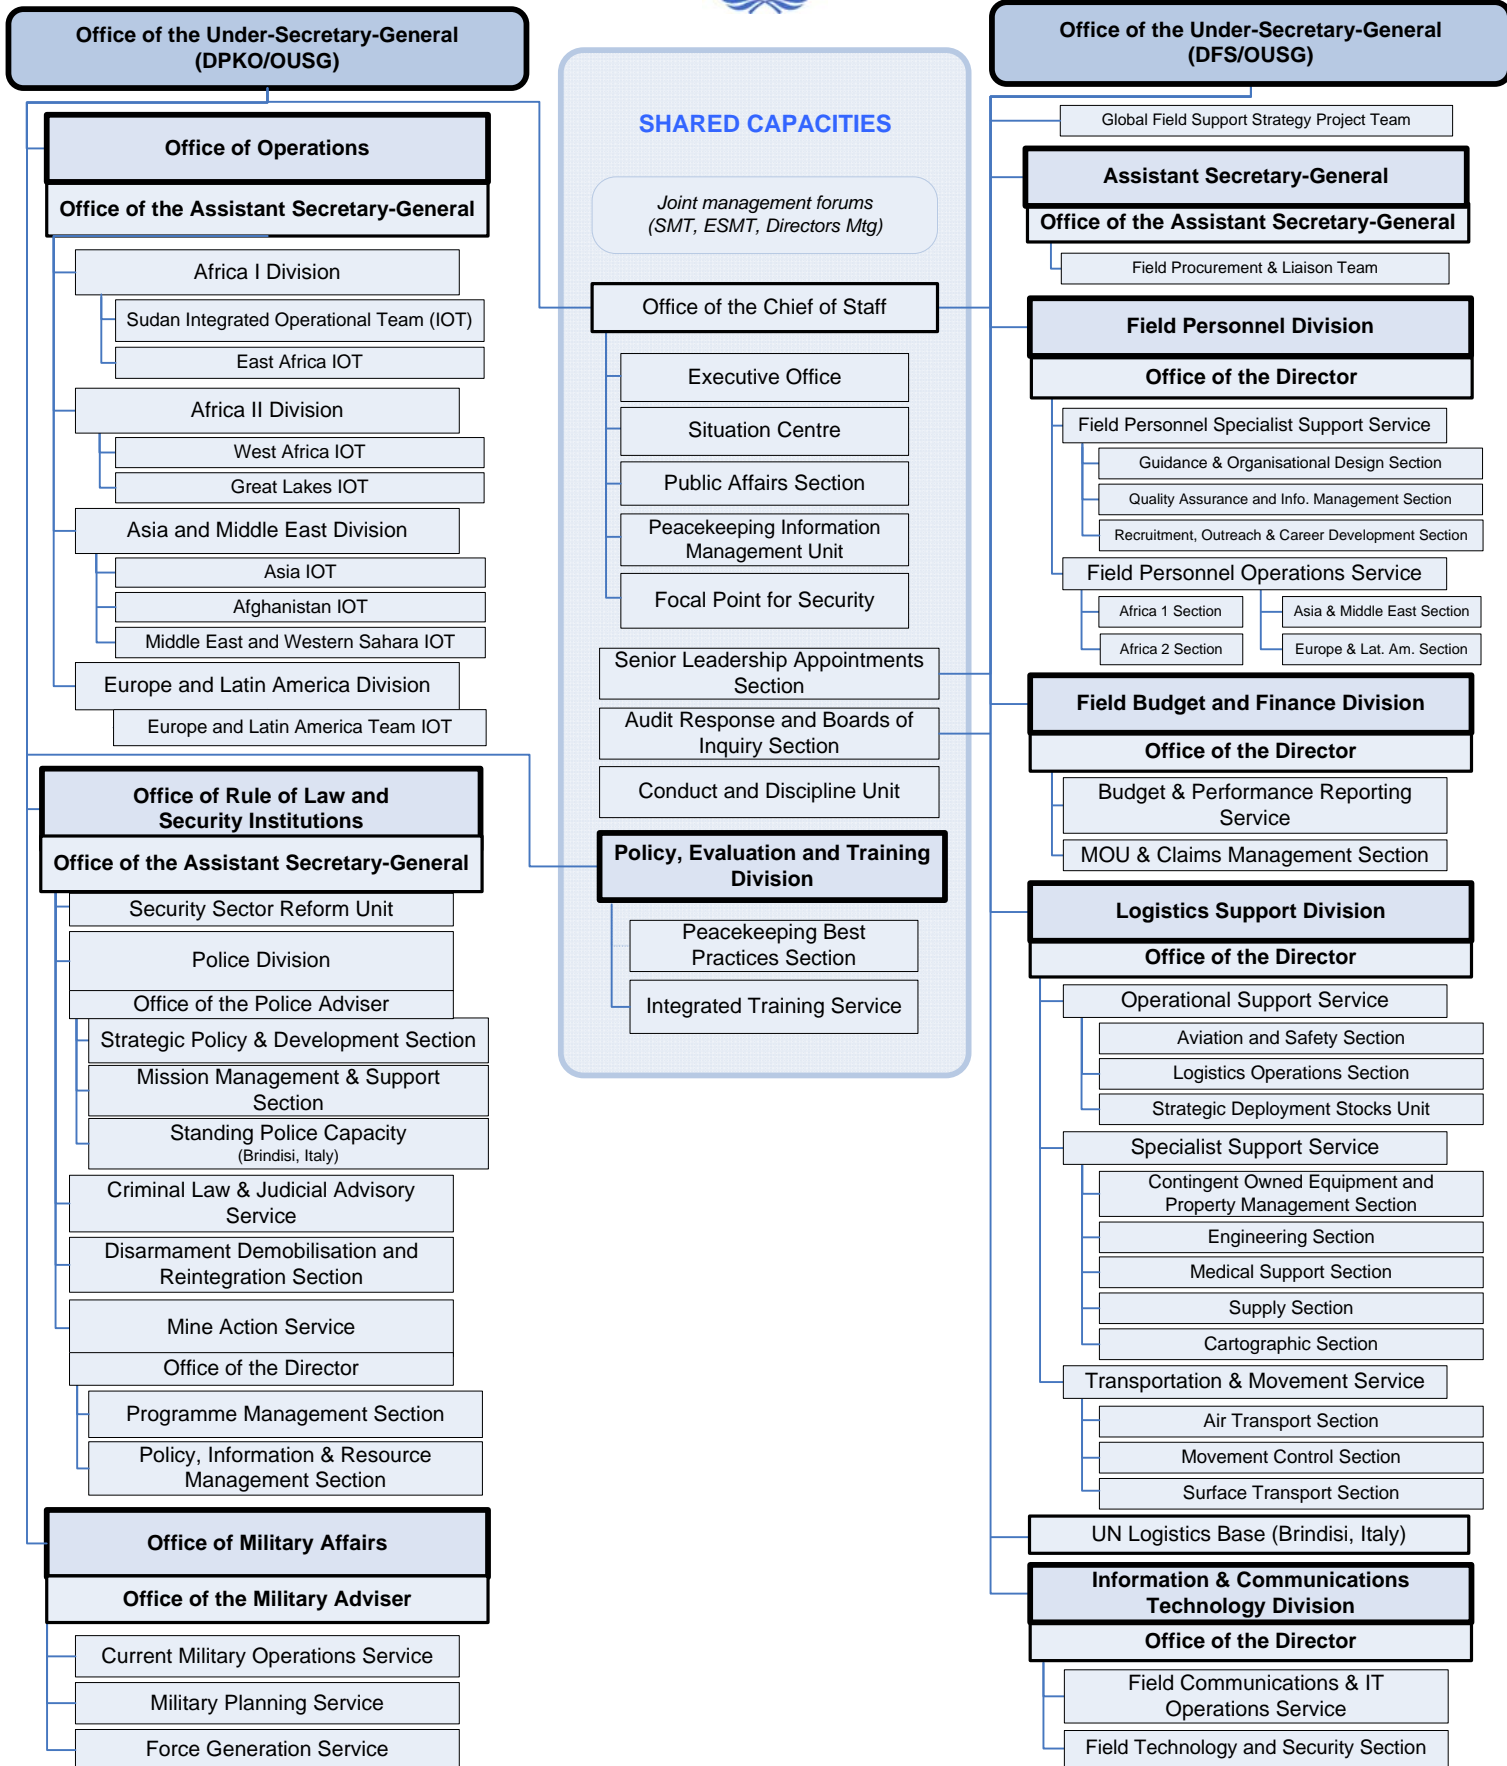 Office of the Under-Secretary-General
(DPKO/OUSG)
Office of Operations
Office of the Assistant Secretary-General
Africa I Division
Sudan Integrated Operational Team (IOT)
East Africa IOT
Africa II Division
West Africa IOT
Great Lakes IOT
Asia and Middle East Division
Asia IOT
Afghanistan IOT
Middle East and Western Sahara IOT
Europe and Latin America Division
Europe and Latin America Team IOT
Office of Rule of Law and
Security Institutions
Office of the Assistant Secretary-General
Security Sector Reform Unit
Police Division
Office of the Police Adviser
Strategic Policy & Development Section
Mission Management & Support
Section
Standing Police Capacity
(Brindisi, Italy)
Criminal Law & Judicial Advisory
Service
Disarmament Demobilisation and
Reintegration Section
Mine Action Service
Office of the Director
Programme Management Section
Policy, Information & Resource
Management Section
Office of Military Affairs
Office of the Military Adviser
Current Military Operations Service
Military Planning Service
Force Generation Service
SHARED CAPACITIES
Joint management forums
(SMT, ESMT, Directors Mtg)
Office of the Chief of Staff
Executive Office
Situation Centre
Public Affairs Section
Peacekeeping Information
Management Unit
Focal Point for Security
Senior Leadership Appointments
Section
Audit Response and Boards of
Inquiry Section
Conduct and Discipline Unit
Policy, Evaluation and Training
Division
Peacekeeping Best
Practices Section
Integrated Training Service
Office of the Under-Secretary-General
(DFS/OUSG)
Global Field Support Strategy Project Team
Assistant Secretary-General
Office of the Assistant Secretary-General
Field Procurement & Liaison Team
Field Personnel Division
Office of the Director
Field Personnel Specialist Support Service
Guidance & Organisational Design Section
Quality Assurance and Info. Management Section
Recruitment, Outreach & Career Development Section
Field Personnel Operations Service
Africa 1 Section
Asia & Middle East Section
Africa 2 Section
Europe & Lat. Am. Section
Field Budget and Finance Division
Office of the Director
Budget & Performance Reporting
Service
MOU & Claims Management Section
Logistics Support Division
Office of the Director
Operational Support Service
Aviation and Safety Section
Logistics Operations Section
Strategic Deployment Stocks Unit
Specialist Support Service
Contingent Owned Equipment and
Property Management Section
Engineering Section
Medical Support Section
Supply Section
Cartographic Section
Transportation & Movement Service
Air Transport Section
Movement Control Section
Surface Transport Section
UN Logistics Base (Brindisi, Italy)
Information & Communications
Technology Division
Office of the Director
Field Communications & IT
Operations Service
Field Technology and Security Section